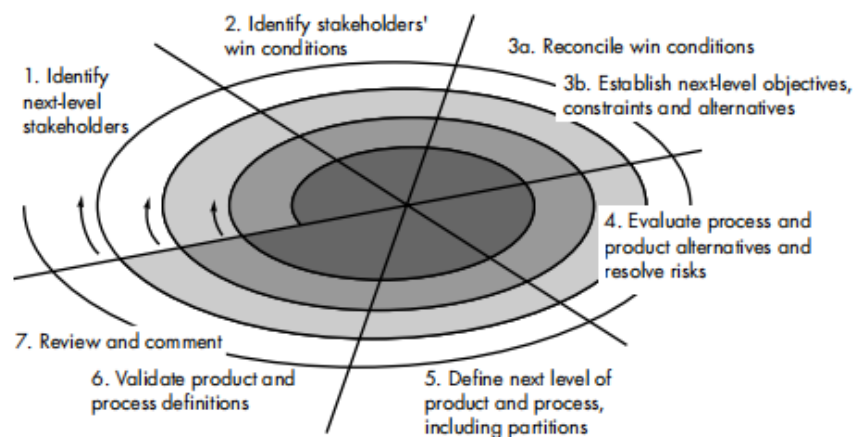 1. Identify
next-level
stakeholders
2. Identify stakeholders'
win conditions
3a. Reconcile win conditions
3b. Establish next-level objectives,
constraints and alternatives
4. Evaluate process and
product alternatives and
resolve risks
5. Define next level of
product and process,
including partitions
6. Validate product and
process definitions
7. Review and comment